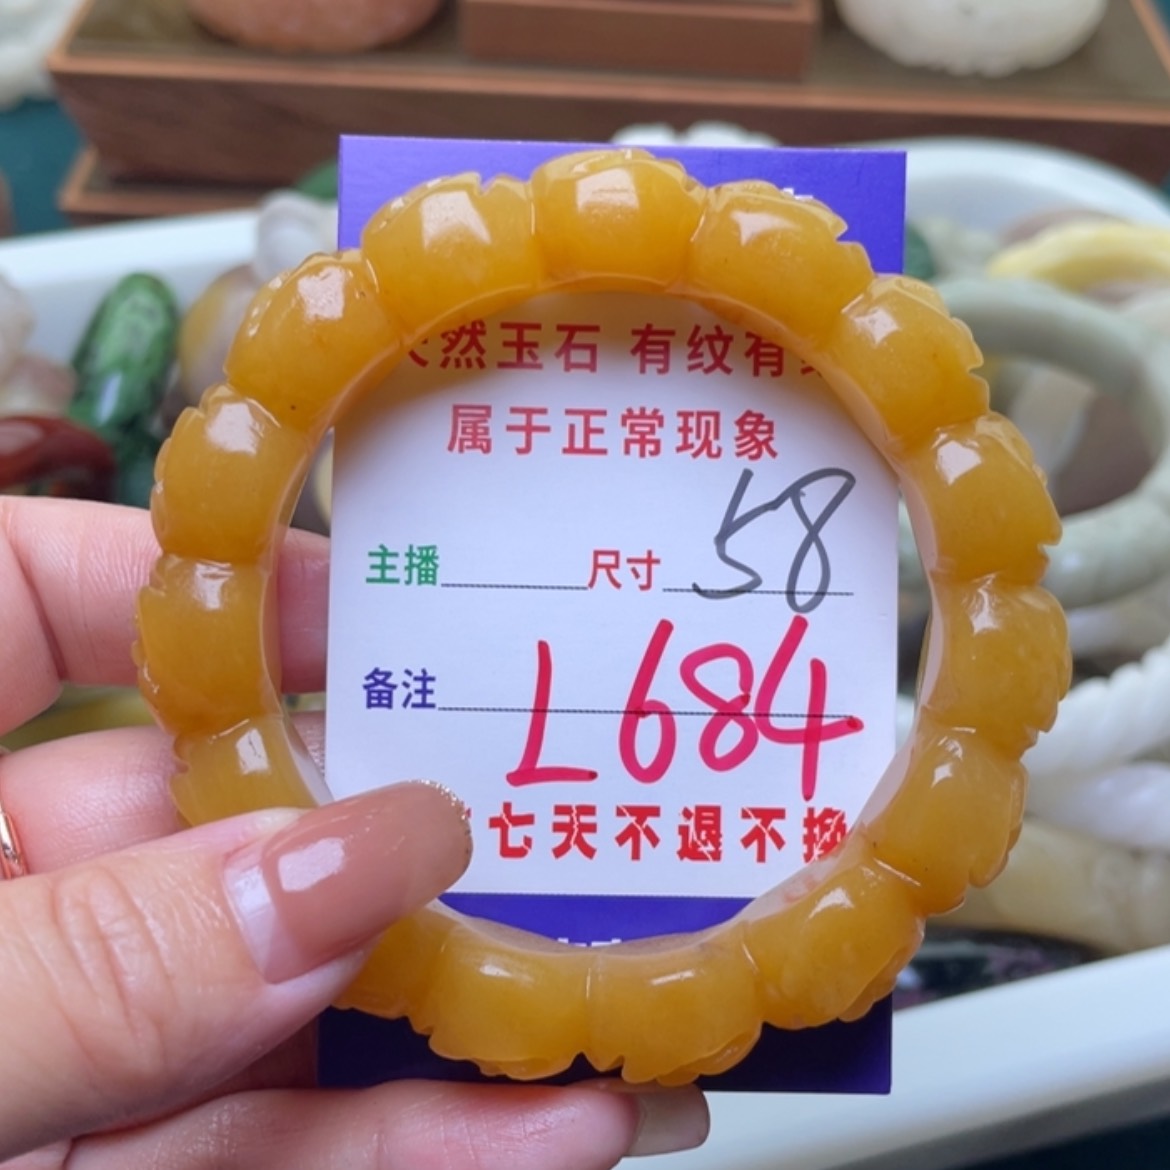 然玉石 有纹有
属于正常现象
主播 尺寸 58
备注 L684
七天不退不换